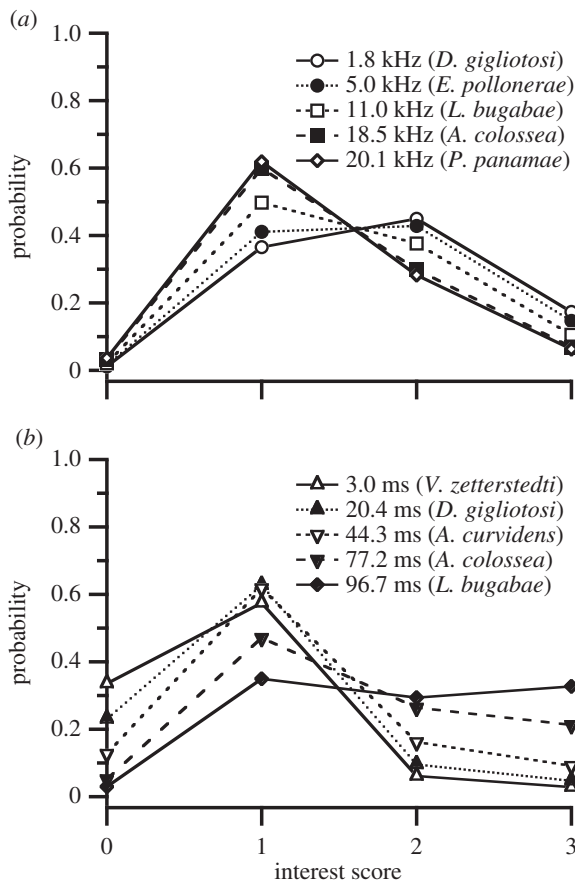 (a)
1.0
0.8
0.6
0.4
0.2
0
probability
1.8 kHz (D. gigliotosi)
5.0 kHz (E. pollonerae)
11.0 kHz (L. bugabae)
18.5 kHz (A. colossea)
20.1 kHz (P. panamae)
(b)
1.0
0.8
0.6
0.4
0.2
0
probability
3.0 ms (V. zetterstedti)
20.4 ms (D. gigliotosi)
44.3 ms (A. curvidens)
77.2 ms (A. colossea)
96.7 ms (L. bugabae)
0 1 2 3
interest score